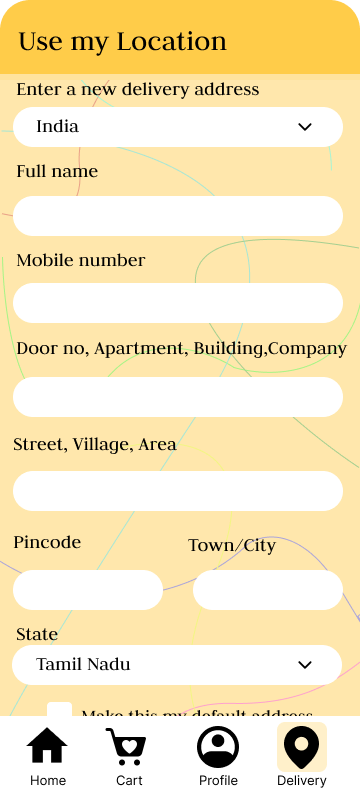 Use my Location
Enter a new delivery address
India
Full name
Mobile number
Door no, Apartment, Building,Company
Street, Village, Area
Pincode Town/City
State
Tamil Nadu
Make this my default address
Home Cart Profile Delivery